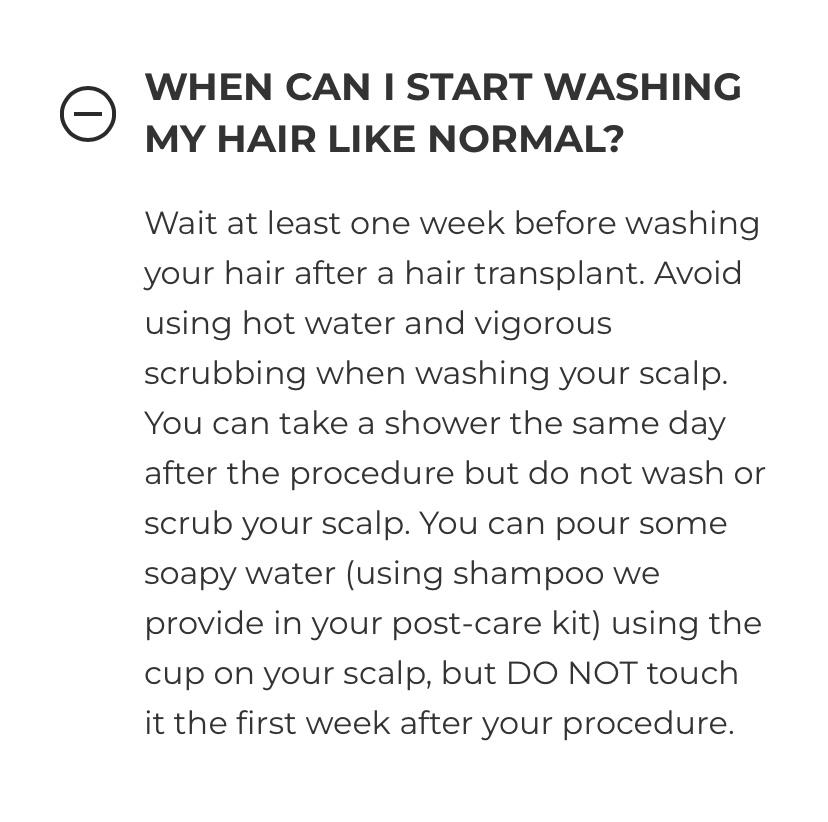 WHEN CAN I START WASHING
MY HAIR LIKE NORMAL?
Wait at least one week before washing
your hair after a hair transplant. Avoid
using hot water and vigorous
scrubbing when washing your scalp.
You can take a shower the same day
after the procedure but do not wash or
scrub your scalp. You can pour some
soapy water (using shampoo we
provide in your post-care kit) using the
cup on your scalp, but DO NOT touch
it the first week after your procedure.